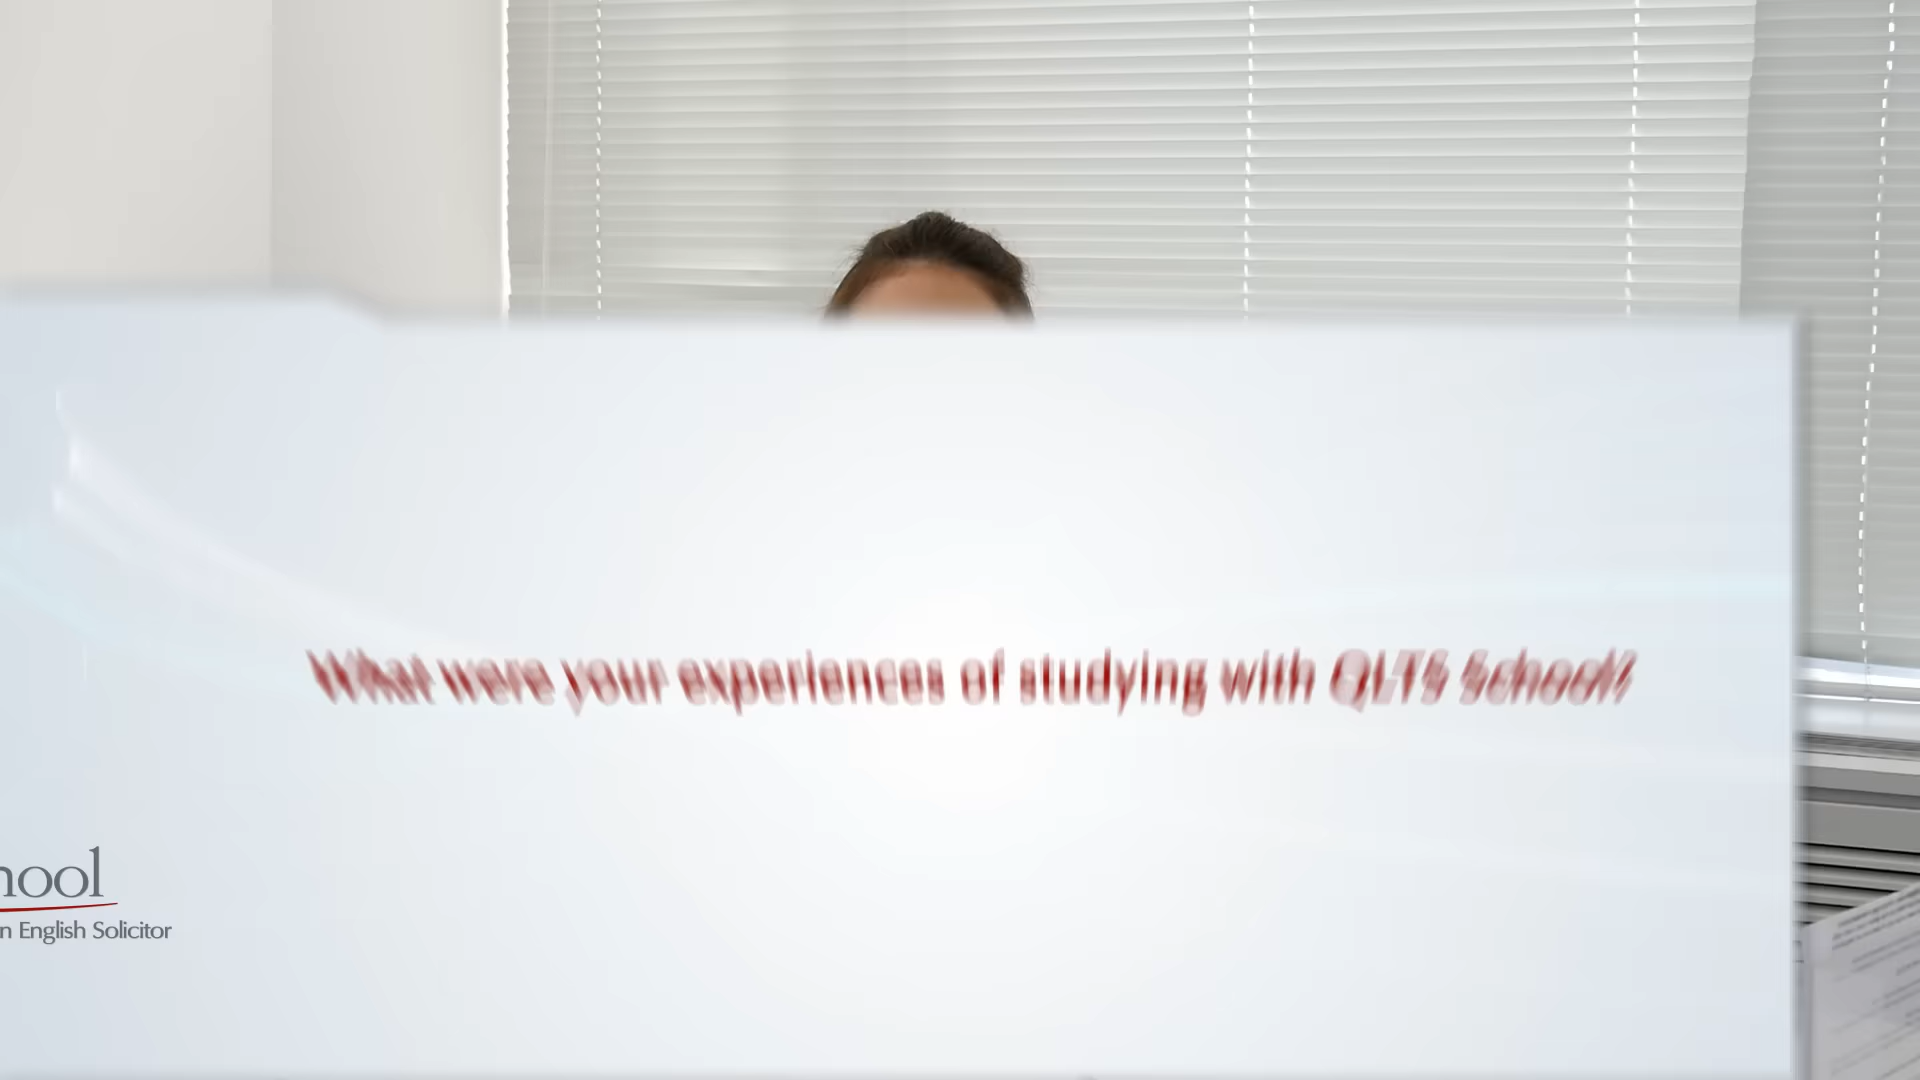 What were your experiences of studying with QLTS School?
hool
n English Solicitor